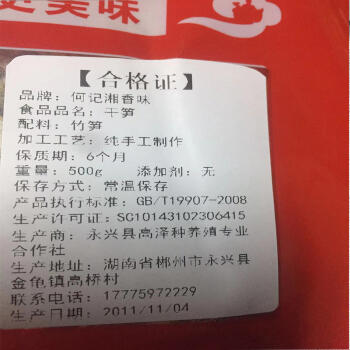 更美味
【合格证】
品牌：何记湘香味
食品品名：干笋
配料：竹笋
加工工艺：纯手工制作
保质期：6个月
重量：500g 添加剂：无
保存方式：常温保存
产品执行标准：GB/T19907-2008
生产许可证：SC10143102306415
生产商：永兴县高泽种养殖专业
合作社
生产地址：湖南省郴州市永兴县
金龟镇高桥村
联系电话：17775972229
生产日期：2011/11/04